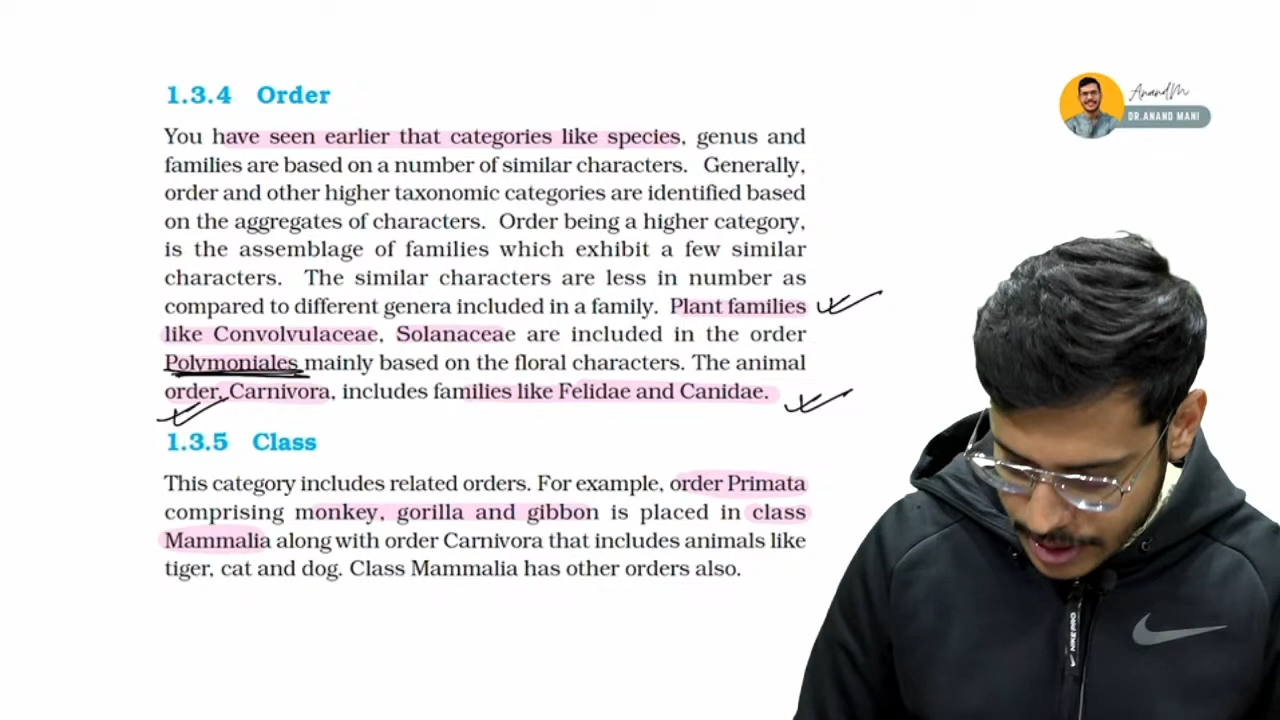 1.3.4 Order
You have seen earlier that categories like species, genus and
families are based on a number of similar characters. Generally,
order and other higher taxonomic categories are identified based
on the aggregates of characters. Order being a higher category,
is the assemblage of families which exhibit a few similar
characters. The similar characters are less in number as
compared to different genera included in a family. Plant families
like Convolvulaceae, Solanaceae are included in the order
Polymoniales mainly based on the floral characters. The animal
order, Carnivora, includes families like Felidae and Canidae.
1.3.5 Class
This category includes related orders. For example, order Primata
comprising monkey, gorilla and gibbon is placed in class
Mammalia along with order Carnivora that includes animals like
tiger, cat and dog. Class Mammalia has other orders also.
AnandM
DR.ANAND MANI
NIKE PRO